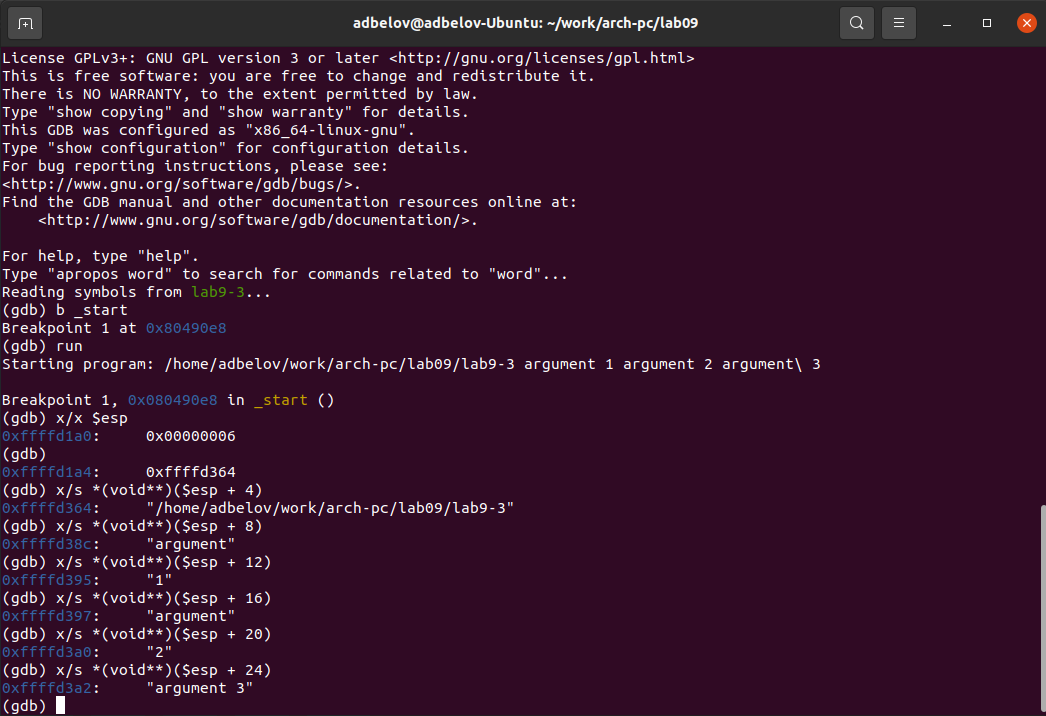 adbelov@adbelov-Ubuntu: ~/work/arch-pc/lab09
License GPLv3+: GNU GPL version 3 or later <http://gnu.org/licenses/gpl.html>
This is free software: you are free to change and redistribute it.
There is NO WARRANTY, to the extent permitted by law.
Type "show copying" and "show warranty" for details.
This GDB was configured as "x86_64-linux-gnu".
Type "show configuration" for configuration details.
For bug reporting instructions, please see:
<http://www.gnu.org/software/gdb/bugs/>.
Find the GDB manual and other documentation resources online at:
    <http://www.gnu.org/software/gdb/documentation/>.

For help, type "help".
Type "apropos word" to search for commands related to "word"...
Reading symbols from lab9-3...
(gdb) b _start
Breakpoint 1 at 0x80490e8
(gdb) run
Starting program: /home/adbelov/work/arch-pc/lab09/lab9-3 argument 1 argument 2 argument\ 3

Breakpoint 1, 0x080490e8 in _start ()
(gdb) x/x $esp
0xffffd1a0:     0x00000006
(gdb)
0xffffd1a4:     0xffffd364
(gdb) x/s *(void**)($esp + 4)
0xffffd364:     "/home/adbelov/work/arch-pc/lab09/lab9-3"
(gdb) x/s *(void**)($esp + 8)
0xffffd38c:     "argument"
(gdb) x/s *(void**)($esp + 12)
0xffffd395:     "1"
(gdb) x/s *(void**)($esp + 16)
0xffffd397:     "argument"
(gdb) x/s *(void**)($esp + 20)
0xffffd3a0:     "2"
(gdb) x/s *(void**)($esp + 24)
0xffffd3a2:     "argument 3"
(gdb)